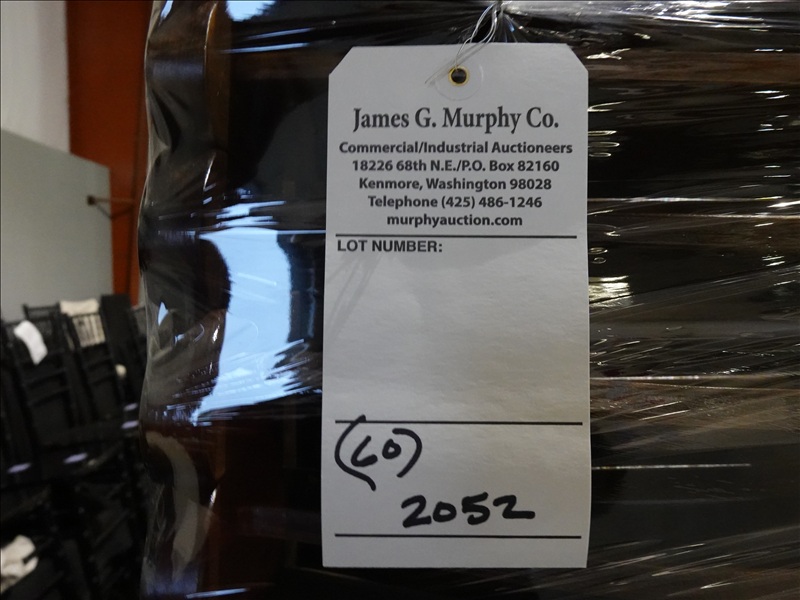 James G. Murphy Co.
Commercial/Industrial Auctioneers
18226 68th N.E./P.O. Box 82160
Kenmore, Washington 98028
Telephone (425) 486-1246
murphyauction.com
LOT NUMBER:
(60)
2052